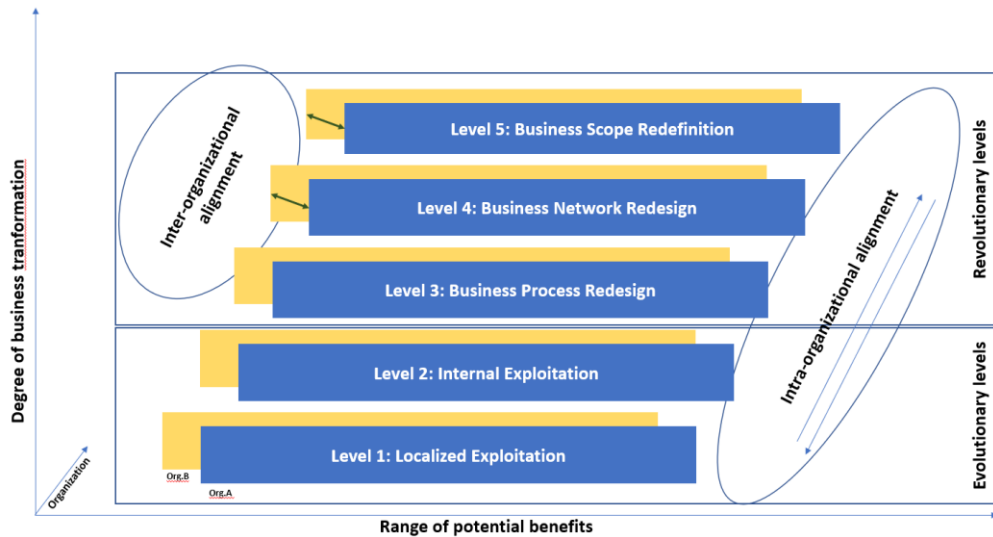 Degree of business tranformation
Inter-organizational
alignment
Level 5: Business Scope Redefinition
Level 4: Business Network Redesign
Level 3: Business Process Redesign
Revolutionary levels
Intra-organizational alignment
Level 2: Internal Exploitation
Level 1: Localized Exploitation
Evolutionary levels
Organization
Org.B
Org.A
Range of potential benefits